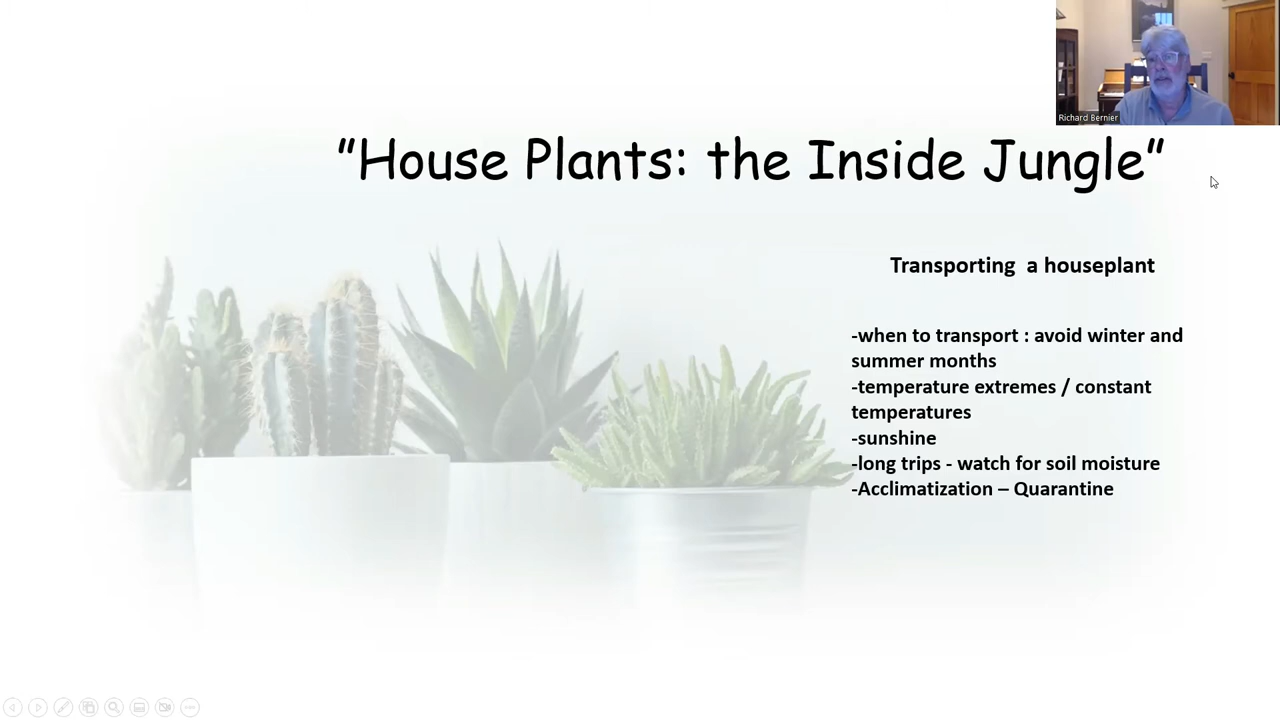 Richard Bernier
"House Plants: the Inside Jungle"
Transporting  a houseplant
-when to transport : avoid winter and
summer months
-temperature extremes / constant
temperatures
-sunshine
-long trips - watch for soil moisture
-Acclimatization – Quarantine